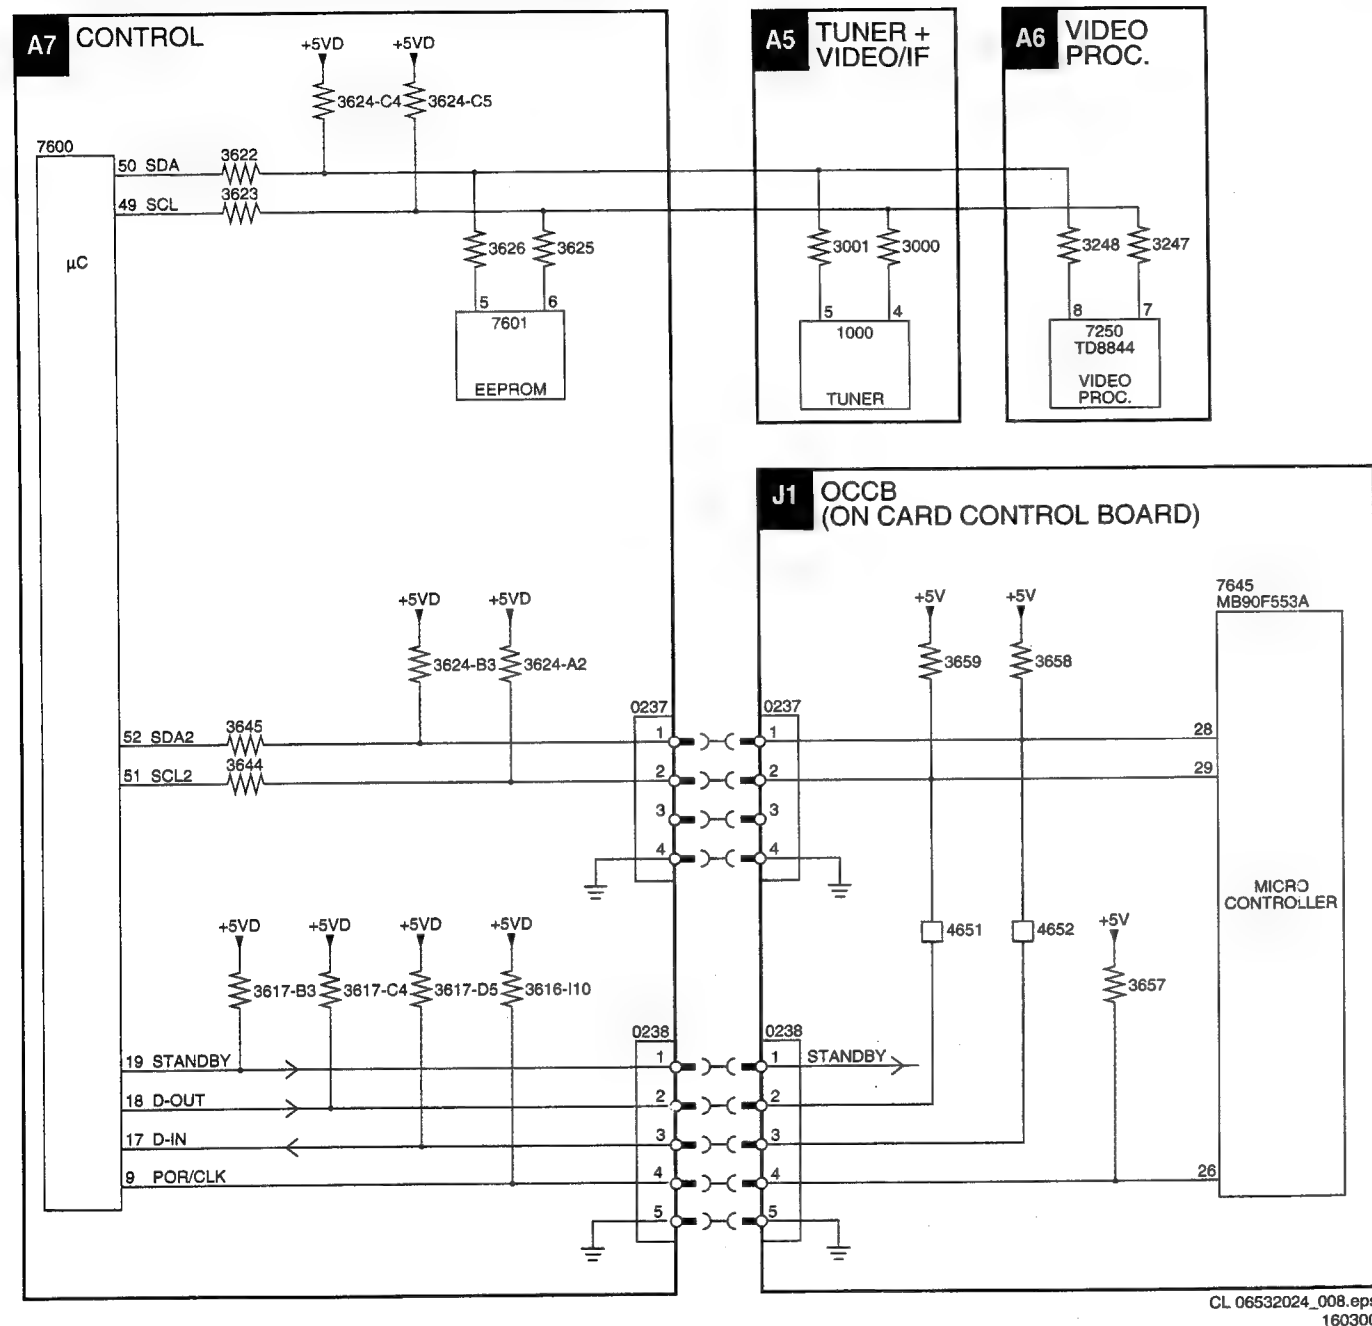 A7 CONTROL
+5VD +5VD
3624-C4 3624-C5
7600
50 SDA
3622
49 SCL
3623
µC
3626 3625
5 6
7601
EEPROM
A5 TUNER +
VIDEO/IF
3001 3000
5 4
1000
TUNER
A6 VIDEO
PROC.
3248 3247
8 7
7250
TD8844
VIDEO
PROC.
+5VD +5VD
3624-B3 3624-A2
52 SDA2
3645
51 SCL2
3644
0237
1
2
3
4
+5VD +5VD +5VD +5VD
3617-B3 3617-C4 3617-D5 3616-I10
19 STANDBY
18 D-OUT
17 D-IN
9 POR/CLK
0238
1
2
3
4
5
J1 OCCB
(ON CARD CONTROL BOARD)
+5V +5V
3659 3658
7645
MB90F553A
0237
1
2
3
4
28
29
MICRO
CONTROLLER
4651 4652
+5V
3657
0238
1 STANDBY
2
3
4
5
26
CL 06532024_008.eps
160300